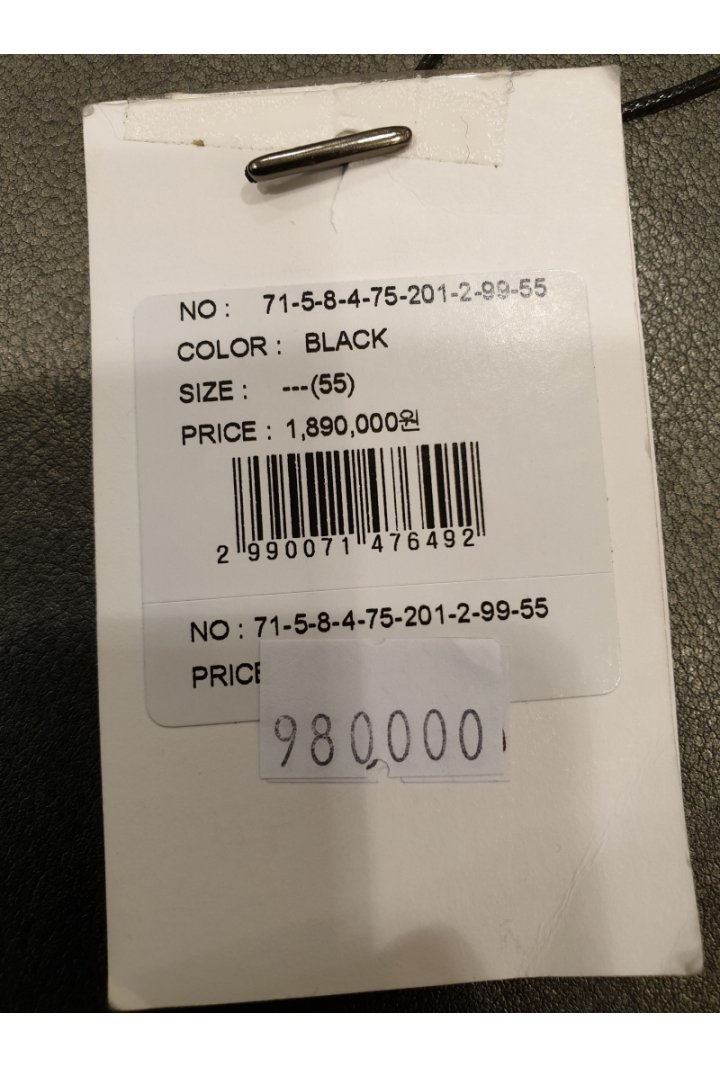 NO : 71-5-8-4-75-201-2-99-55
COLOR : BLACK
SIZE : ---(55)
PRICE : 1,890,000원
2 990071 476492
NO : 71-5-8-4-75-201-2-99-55
PRICE
980,000